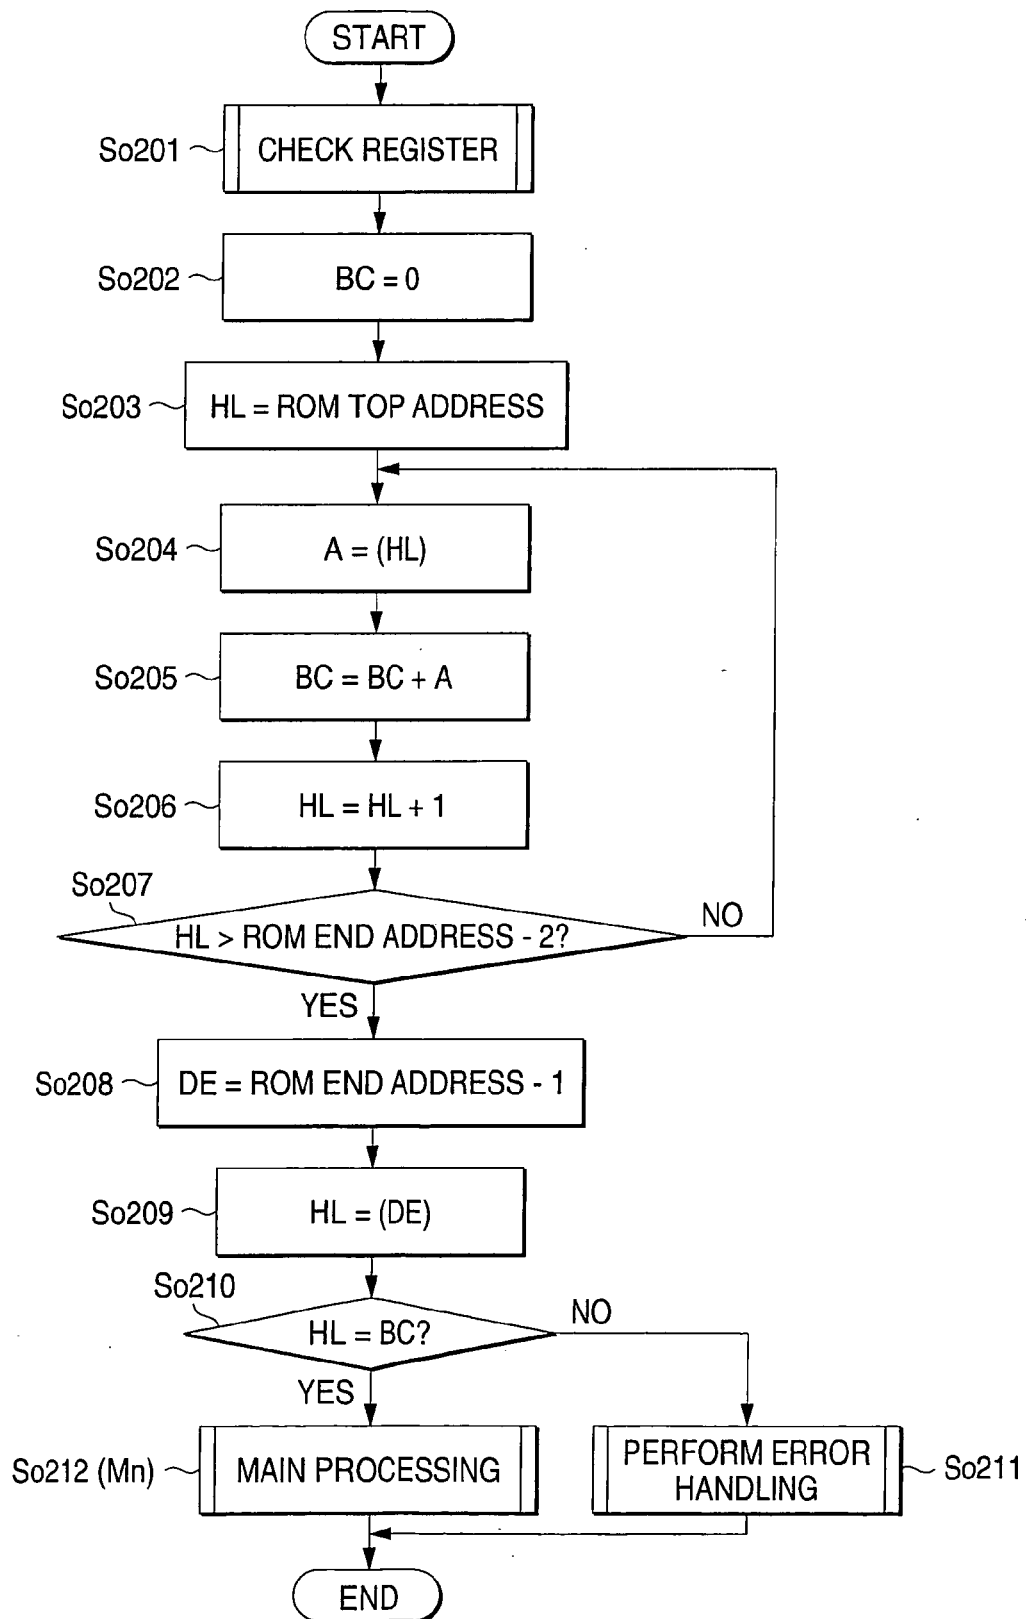 START
So201
CHECK REGISTER
So202
BC = 0
So203
HL = ROM TOP ADDRESS
So204
A = (HL)
So205
BC = BC + A
So206
HL = HL + 1
So207
HL > ROM END ADDRESS - 2?
NO
YES
So208
DE = ROM END ADDRESS - 1
So209
HL = (DE)
So210
HL = BC?
NO
YES
So212 (Mn)
MAIN PROCESSING
PERFORM ERROR
HANDLING
So211
END